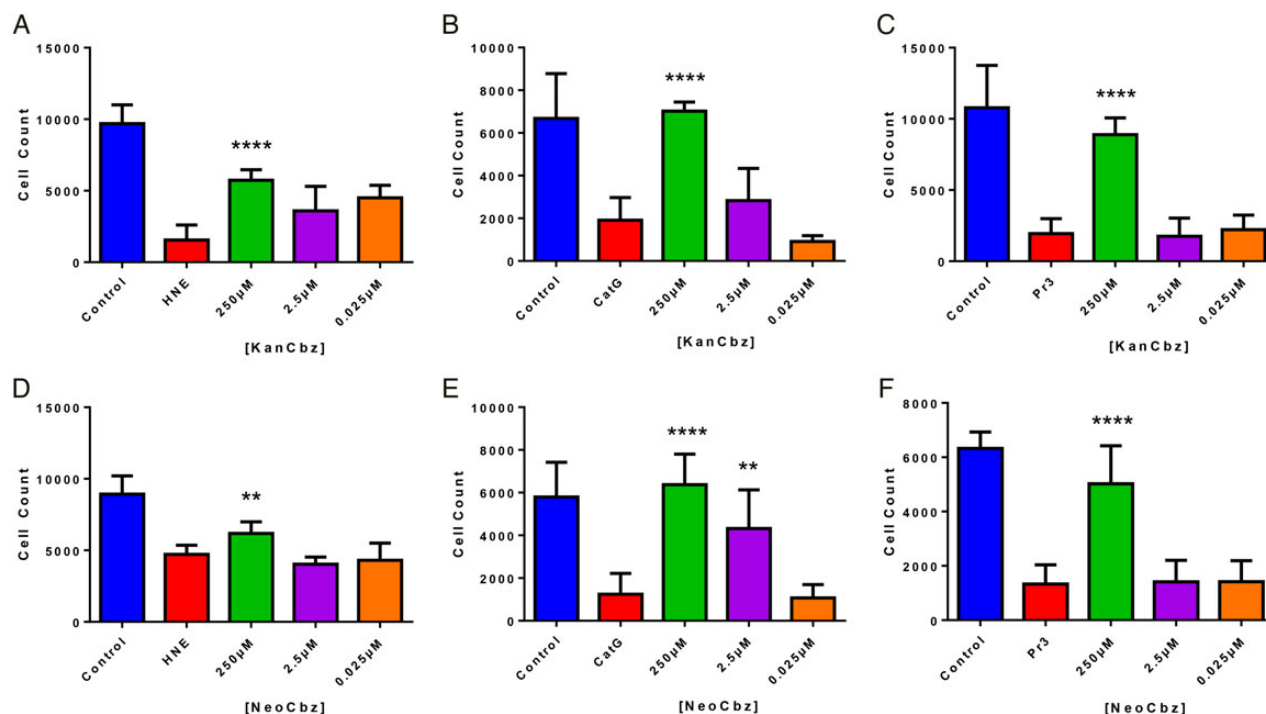 A
15000
10000
5000
0
Cell Count
****
Control
HNE
250µM
2.5µM
0.025µM
[KanCbz]
B
10000
8000
6000
4000
2000
0
Cell Count
****
Control
CatG
250µM
2.5µM
0.025µM
[KanCbz]
C
15000
10000
5000
0
Cell Count
****
Control
Pr3
250µM
2.5µM
0.025µM
[KanCbz]
D
15000
10000
5000
0
Cell Count
**
Control
HNE
250µM
2.5µM
0.025µM
[NeoCbz]
E
10000
8000
6000
4000
2000
0
Cell Count
****
**
Control
CatG
250µM
2.5µM
0.025µM
[NeoCbz]
F
8000
6000
4000
2000
0
Cell Count
****
Control
Pr3
250µM
2.5µM
0.025µM
[NeoCbz]